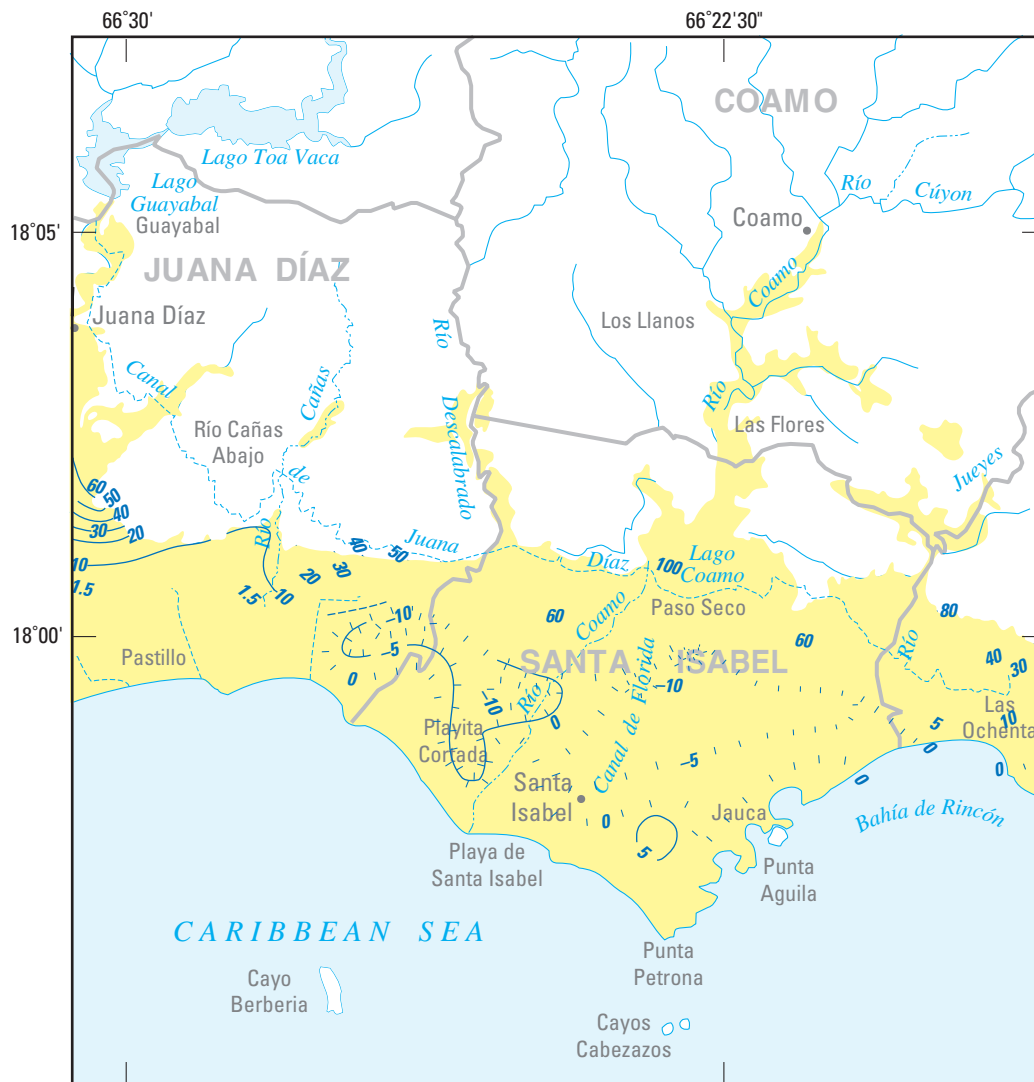 66°30'
66°22'30"
COAMO
Lago Toa Vaca
Lago
Guayabal
Río
Cúyon
Guayabal
Coamo
18°05'
JUANA DÍAZ
Coamo
Juana Díaz
Río
Los Llanos
Canal
Cañas
Río
Descalabrado
Las Flores
Río Cañas
Abajo
Jueyes
de
60
50
40
30
20
10
1.5
Río
40
50
Juana
20
30
1.5
10
Díaz
100
Lago
Coamo
Paso Seco
60
Coamo
60
80
18°00'
–10
–5
0
Pastillo
SANTA ISABEL
Río
40
30
–10
–10
Río
0
Canal de Florida
Las
Ochenta
10
5
0
0
0
Playita
Cortada
–5
Santa
Isabel
0
5
Jauca
Bahía de Rincón
Playa de
Santa Isabel
Punta
Aguila
CARIBBEAN SEA
Punta
Petrona
Cayo
Berberia
Cayos
Cabezazos